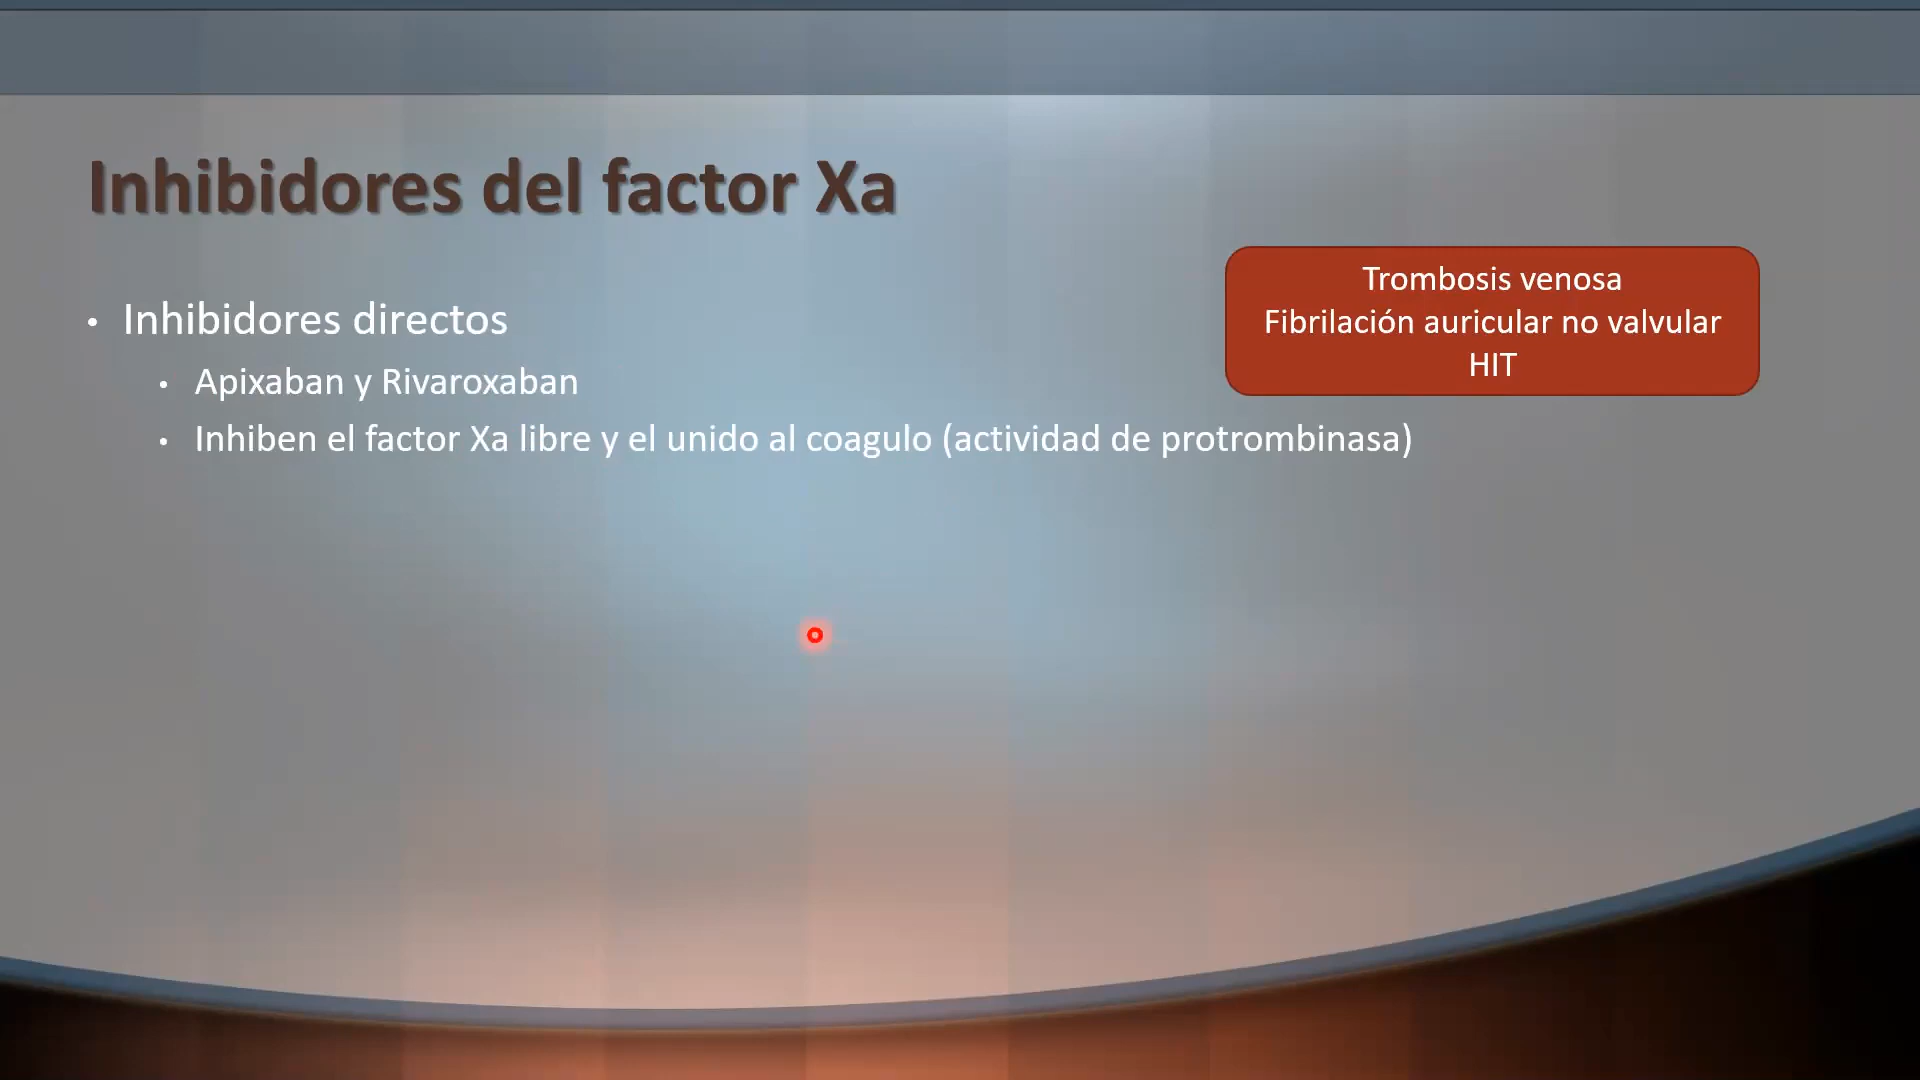 Inhibidores del factor Xa
Trombosis venosa
Fibrilación auricular no valvular
HIT
• Inhibidores directos
• Apixaban y Rivaroxaban
• Inhiben el factor Xa libre y el unido al coagulo (actividad de protrombinasa)